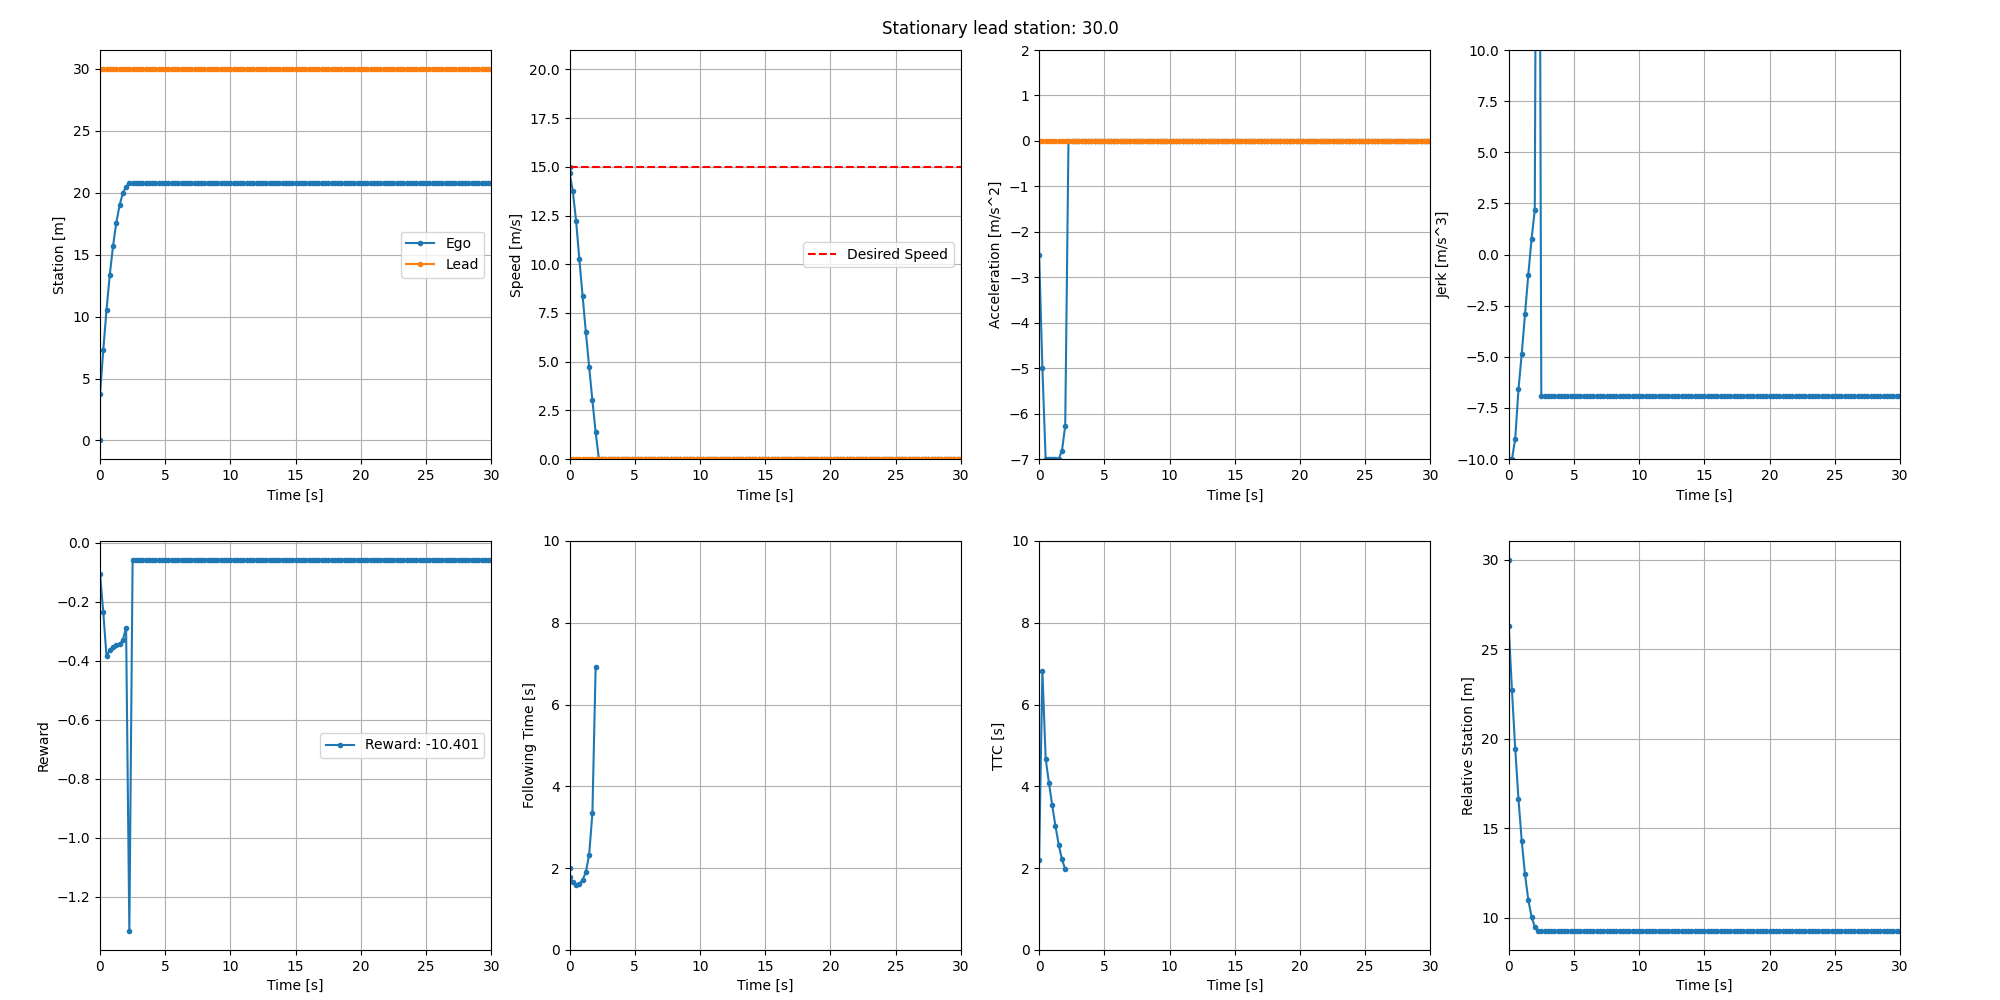 Stationary lead station: 30.0
30
25
20
15
10
5
0
Station [m]
Ego
Lead
0 5 10 15 20 25 30
Time [s]
20.0
17.5
15.0
12.5
10.0
7.5
5.0
2.5
0.0
Speed [m/s]
Desired Speed
0 5 10 15 20 25 30
Time [s]
2
1
0
−1
−2
−3
−4
−5
−6
−7
Acceleration [m/s^2]
0 5 10 15 20 25 30
Time [s]
10.0
7.5
5.0
2.5
0.0
−2.5
−5.0
−7.5
−10.0
Jerk [m/s^3]
0 5 10 15 20 25 30
Time [s]
0.0
−0.2
−0.4
−0.6
−0.8
−1.0
−1.2
Reward
Reward: -10.401
0 5 10 15 20 25 30
Time [s]
10
8
6
4
2
0
Following Time [s]
0 5 10 15 20 25 30
Time [s]
10
8
6
4
2
0
TTC [s]
0 5 10 15 20 25 30
Time [s]
30
25
20
15
10
Relative Station [m]
0 5 10 15 20 25 30
Time [s]